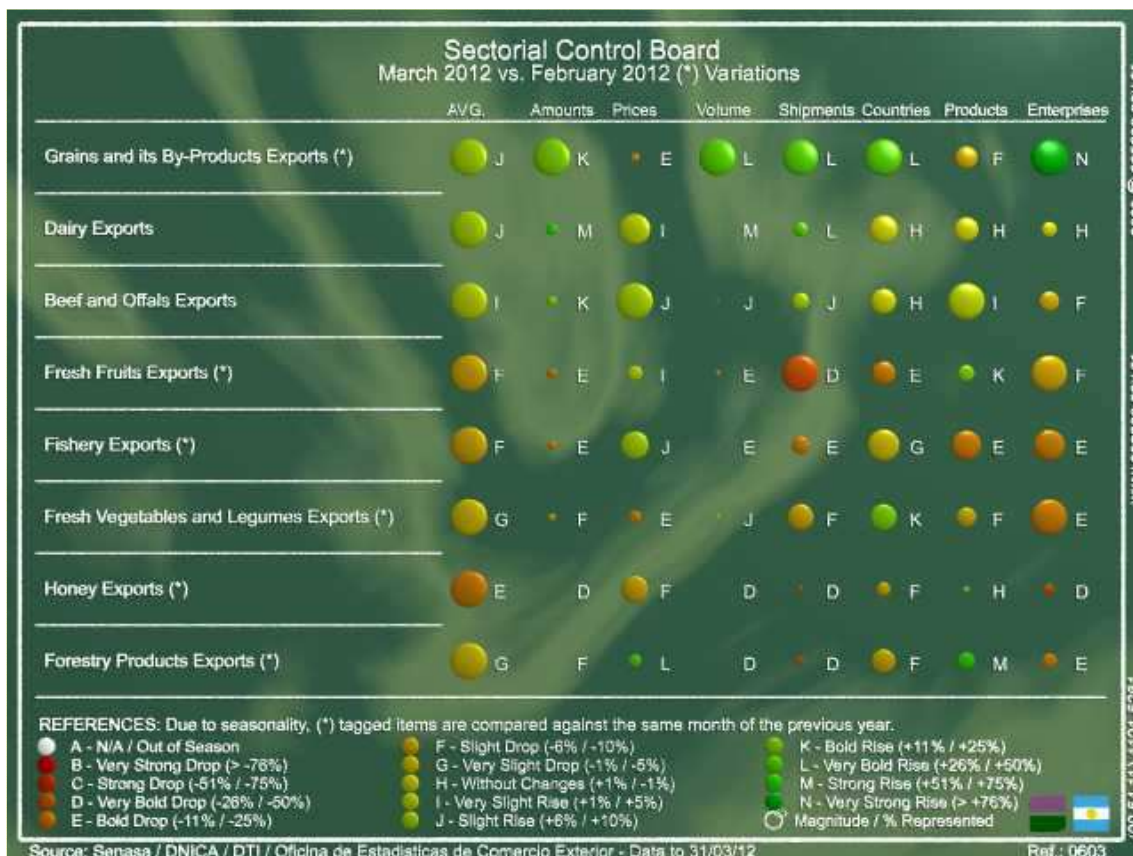 Sectorial Control Board
March 2012 vs. February 2012 (*) Variations
AVG. Amounts Prices Volume Shipments Countries Products Enterprises
Grains and its By-Products Exports (*) J K E L L L F N
Dairy Exports J M I M L H H H
Beef and Offals Exports I K J J J H I F
Fresh Fruits Exports (*) F E I E D E K F
Fishery Exports (*) F E J E E G E E
Fresh Vegetables and Legumes Exports (*) G F E J F K F E
Honey Exports (*) E D F D D F H D
Forestry Products Exports (*) G F L D D F M E
REFERENCES: Due to seasonality, (*) tagged items are compared against the same month of the previous year.
A - N/A / Out of Season
B - Very Strong Drop (> -76%)
C - Strong Drop (-51% / -75%)
D - Very Bold Drop (-26% / -50%)
E - Bold Drop (-11% / -25%)
F - Slight Drop (-6% / -10%)
G - Very Slight Drop (-1% / -5%)
H - Without Changes (+1% / -1%)
I - Very Slight Rise (+1% / +5%)
J - Slight Rise (+6% / +10%)
K - Bold Rise (+11% / +25%)
L - Very Bold Rise (+26% / +50%)
M - Strong Rise (+51% / +75%)
N - Very Strong Rise (> +76%)
Magnitude / % Represented
Source: Senasa / DNICA / DTI / Oficina de Estadisticas de Comercio Exterior - Data to 31/03/12
Ref.: 0603